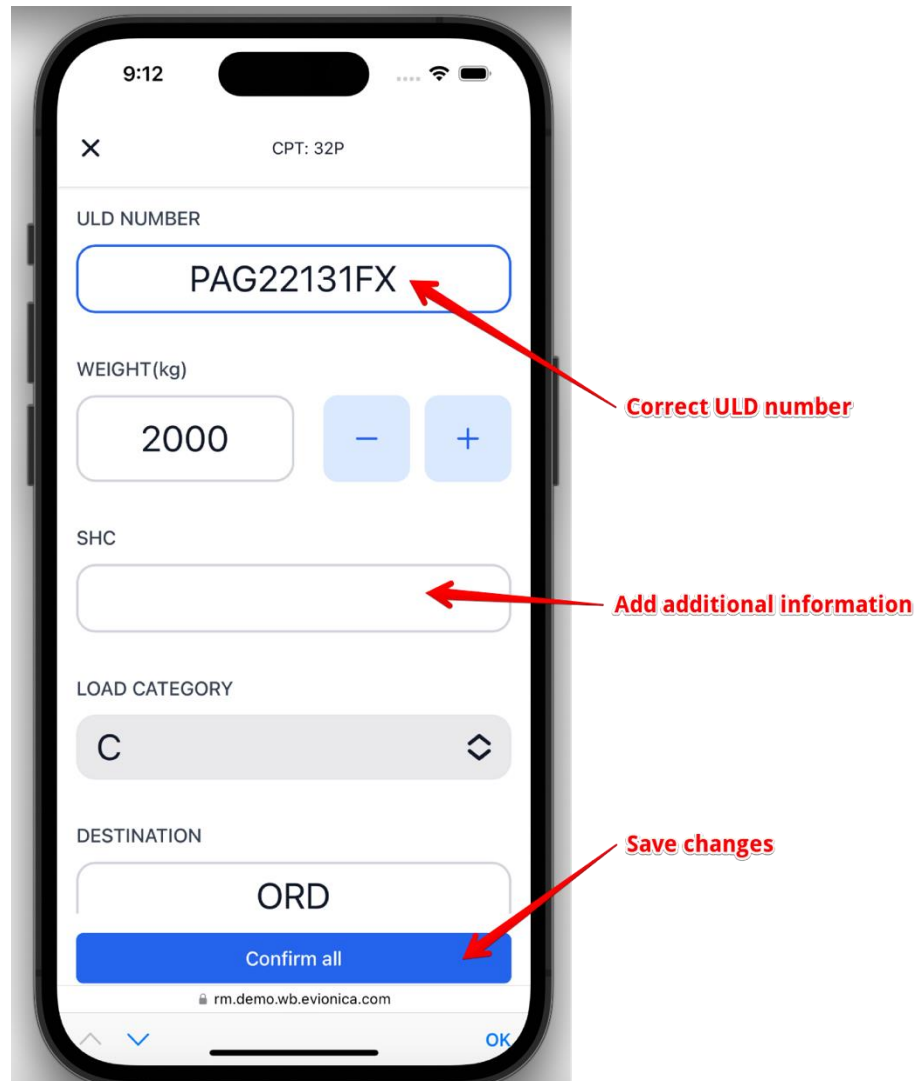 9:12
CPT: 32P
ULD NUMBER
PAG22131FX
WEIGHT(kg)
2000
Correct ULD number
SHC
Add additional information
LOAD CATEGORY
C
DESTINATION
Save changes
ORD
Confirm all
rm.demo.wb.evionica.com
OK